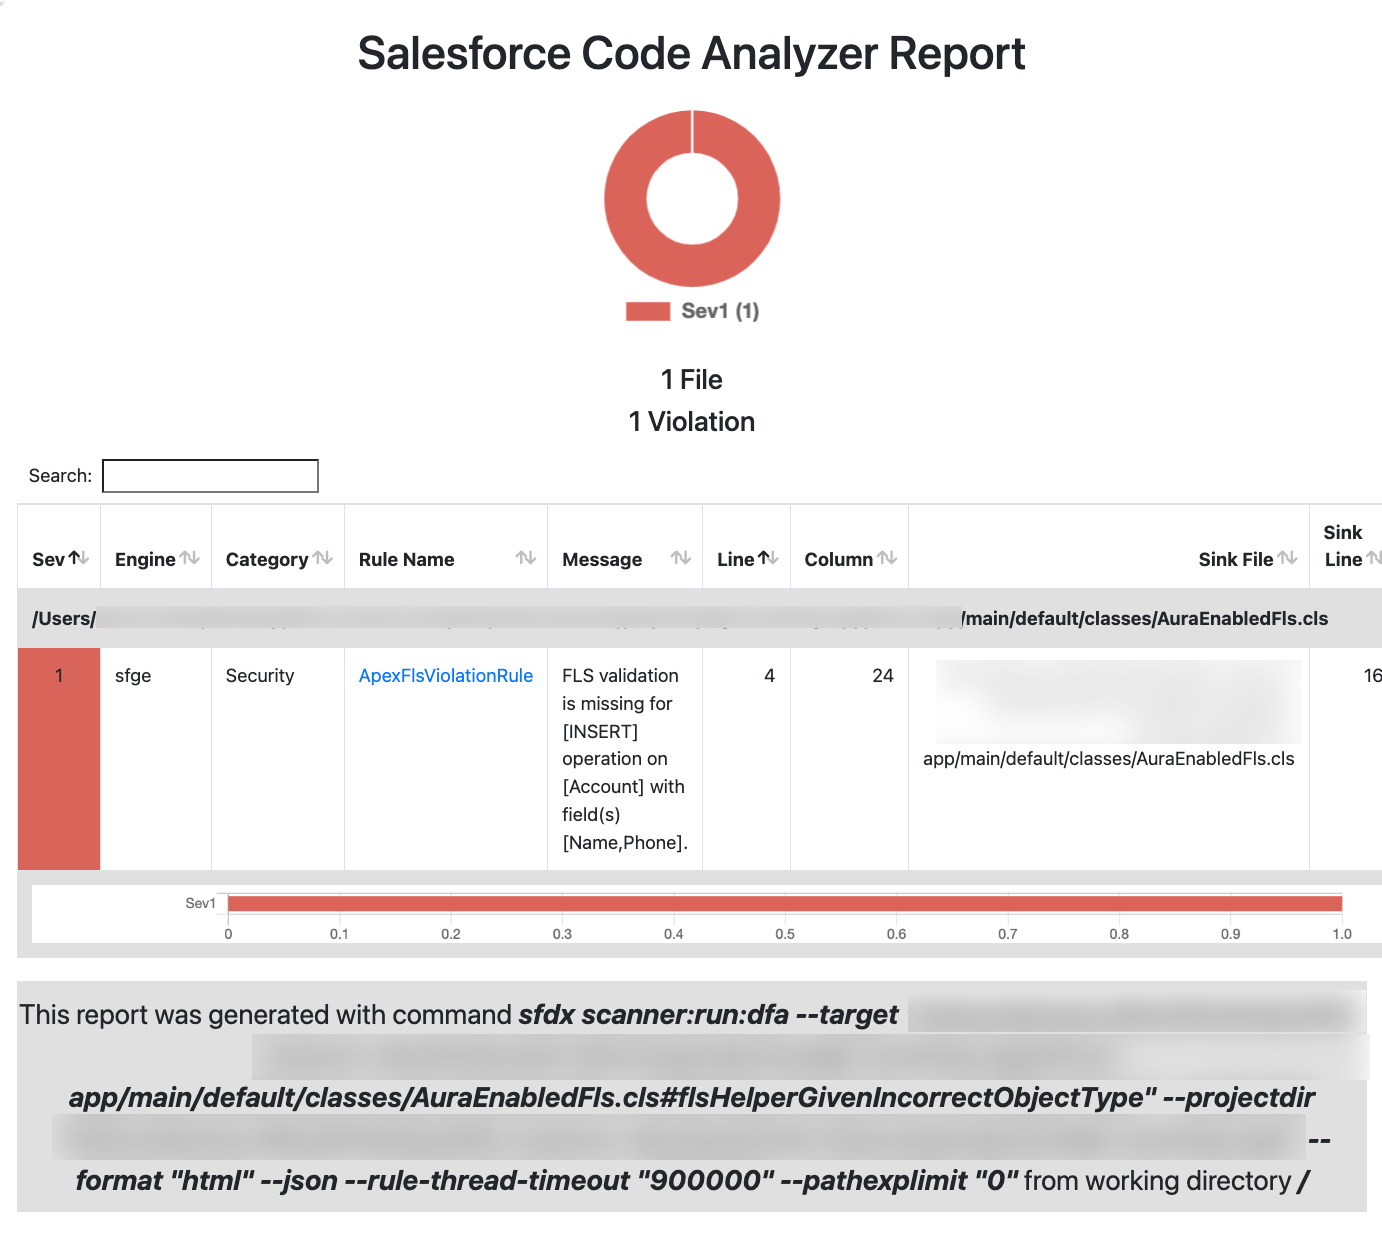 Salesforce Code Analyzer Report
Sev1 (1)
1 File
1 Violation
Search:
Sev Engine Category Rule Name Message Line Column Sink File Sink Line
/Users/ /main/default/classes/AuraEnabledFls.cls
1 sfge Security ApexFlsViolationRule FLS validation 4 24 16
is missing for
[INSERT]
operation on
app/main/default/classes/AuraEnabledFls.cls
[Account] with
field(s)
[Name,Phone].
Sev1
0 0.1 0.2 0.3 0.4 0.5 0.6 0.7 0.8 0.9 1.0
This report was generated with command sfdx scanner:run:dfa --target
app/main/default/classes/AuraEnabledFls.cls#flsHelperGivenIncorrectObjectType" --projectdir
--
format "html" --json --rule-thread-timeout "900000" --pathexplimit "0" from working directory /